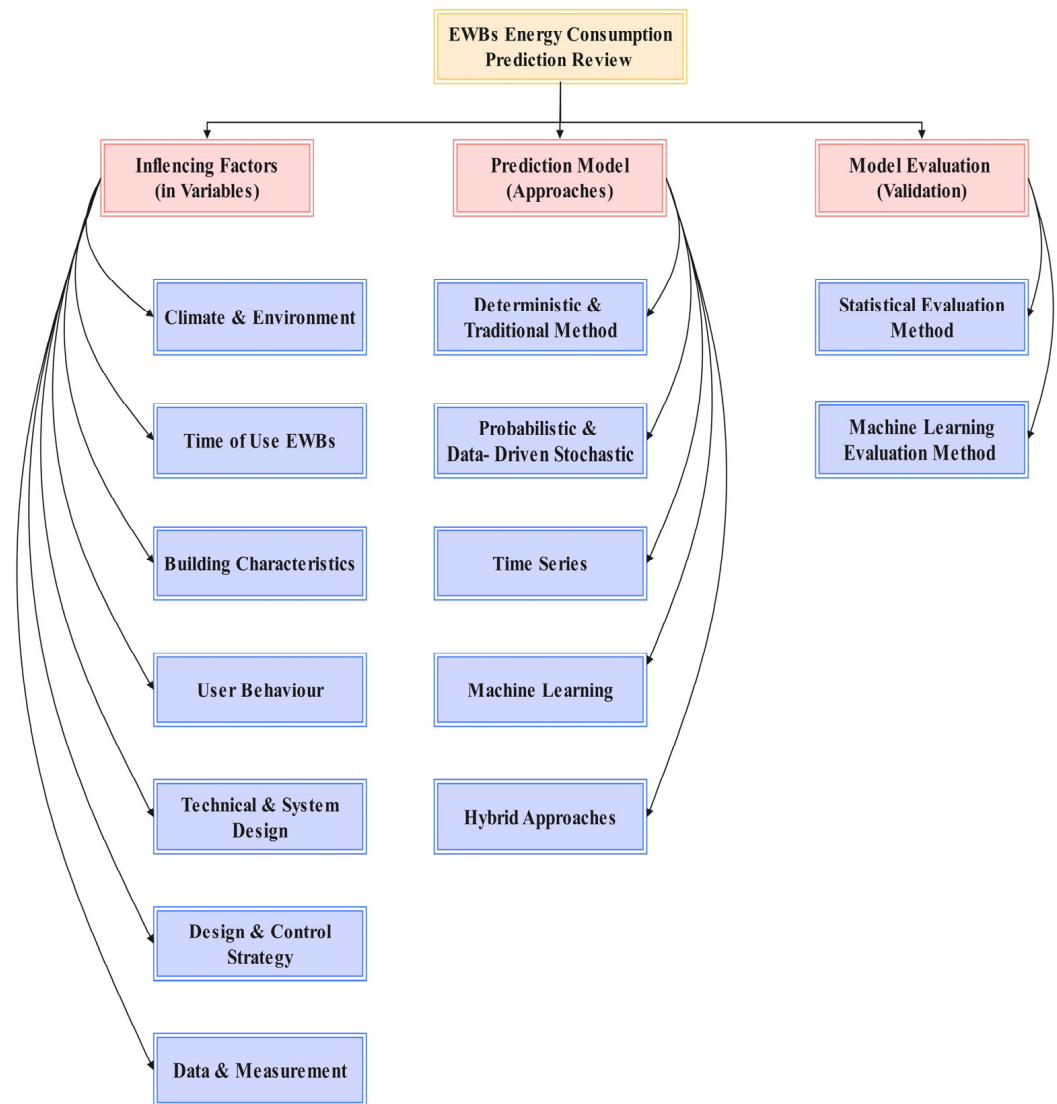 EWBs Energy Consumption
Prediction Review
Inflencing Factors
(in Variables)
Prediction Model
(Approaches)
Model Evaluation
(Validation)
Climate & Environment
Time of Use EWBs
Building Characteristics
User Behaviour
Technical & System
Design
Design & Control
Strategy
Data & Measurement
Deterministic &
Traditional Method
Probabilistic &
Data- Driven Stochastic
Time Series
Machine Learning
Hybrid Approaches
Statistical Evaluation
Method
Machine Learning
Evaluation Method